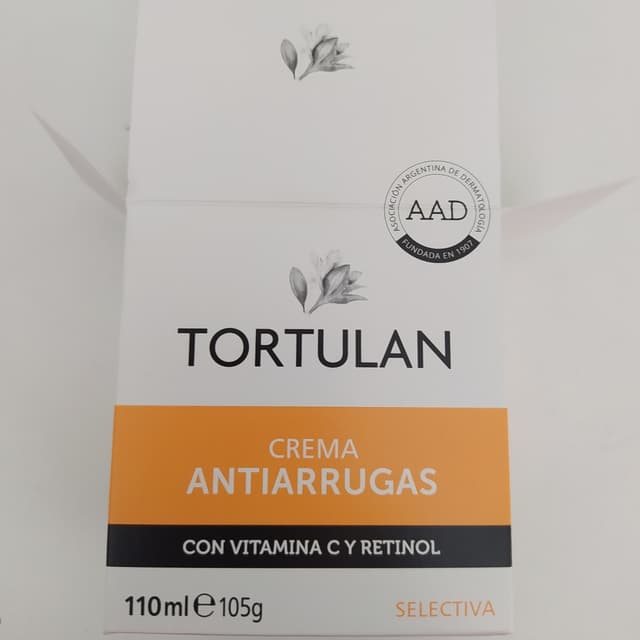 ASOCIACIÓN ARGENTINA DE DERMATOLOGÍA
AAD
FUNDADA EN 1907
TORTULAN
CREMA
ANTIARRUGAS
CON VITAMINA C Y RETINOL
110ml e 105g
SELECTIVA